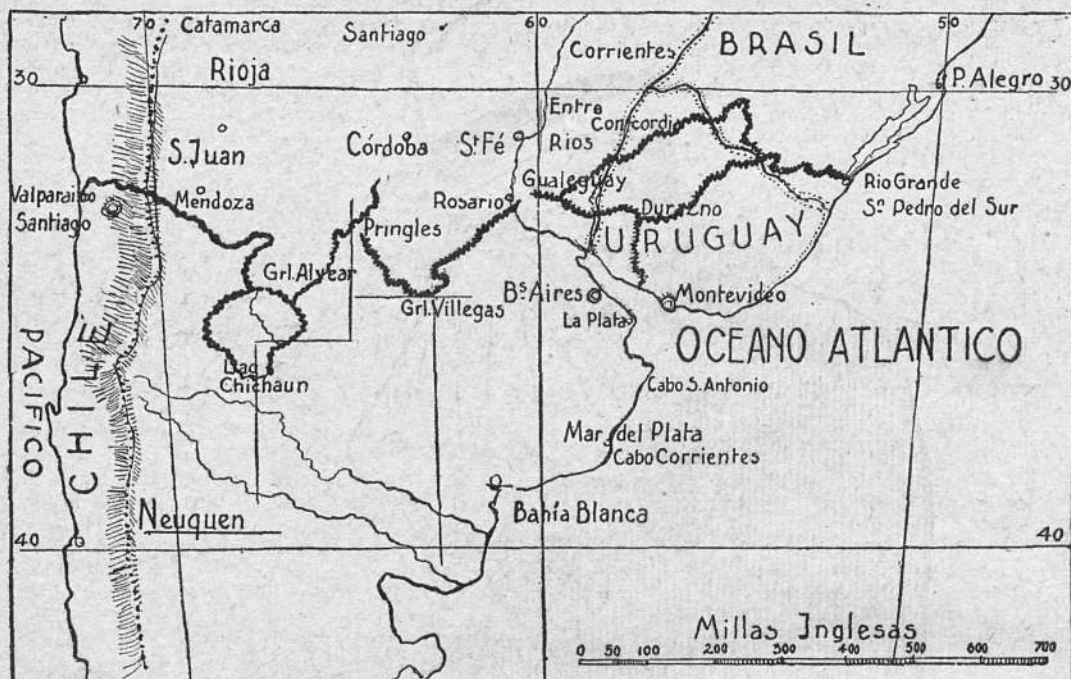 70
60
50
Catamarca
Santiago
Corrientes
BRASIL
Rioja
30
P. Alegro
30
Entre
Rios
Concordi
S. Juan
Córdoba
St Fé
Gualeguay
Valparaiso
Santiago
Mendoza
Rosario
Rio Grande
Sº Pedro del Sur
Durazno
Pringles
URUGUAY
Grl. Alvear
Grl. Villegas
Bs Aires
Montevideo
La Plata
OCEANO ATLANTICO
PACIFICO
CHILE
Chichaun
Cabo S. Antonio
Mar del Plata
Cabo Corrientes
Neuquen
Bahía Blanca
40
40
Millas Inglesas
0 50 100 200 300 400 500 600 700